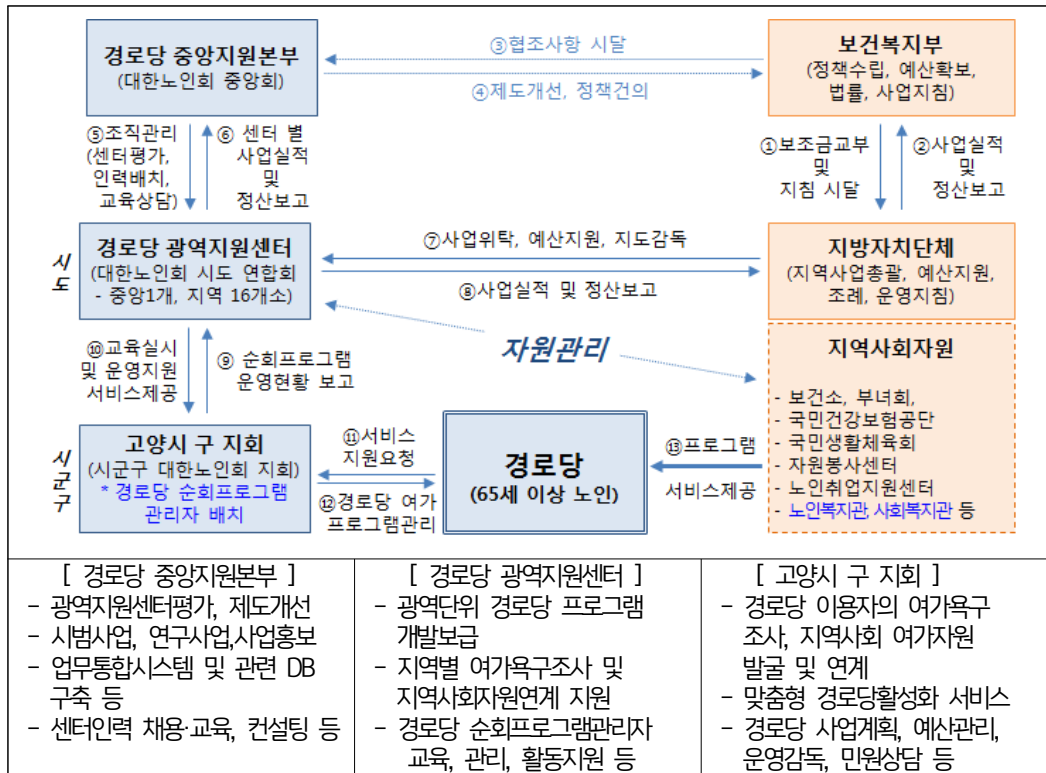 경로당 중앙지원본부
(대한노인회 중앙회)
③협조사항 시달
④제도개선, 정책건의
보건복지부
(정책수립, 예산확보,
법률, 사업지침)
⑤조직관리
(센터평가,
인력배치,
교육상담)
⑥ 센터 별
사업실적
및
정산보고
①보조금교부
및
지침 시달
②사업실적
및
정산보고
시
도
경로당 광역지원센터
(대한노인회 시도 연합회
- 중앙1개, 지역 16개소)
⑦사업위탁, 예산지원, 지도감독
⑧사업실적 및 정산보고
지방자치단체
(지역사업총괄, 예산지원,
조례, 운영지침)
⑩교육실시
및 운영지원
서비스제공
⑨ 순회프로그램
운영현황 보고
자원관리
지역사회자원
- 보건소, 부녀회,
- 국민건강보험공단
- 국민생활체육회
- 자원봉사센터
- 노인취업지원센터
- 노인복지관, 사회복지관 등
시
군
구
고양시 구 지회
(시군구 대한노인회 지회)
* 경로당 순회프로그램
관리자 배치
⑪서비스
지원요청
⑫경로당 여가
프로그램관리
경로당
(65세 이상 노인)
⑬프로그램
서비스제공
[ 경로당 중앙지원본부 ]
- 광역지원센터평가, 제도개선
- 시범사업, 연구사업,사업홍보
- 업무통합시스템 및 관련 DB
구축 등
- 센터인력 채용·교육, 컨설팅 등
[ 경로당 광역지원센터 ]
- 광역단위 경로당 프로그램
개발보급
- 지역별 여가욕구조사 및
지역사회자원연계 지원
- 경로당 순회프로그램관리자
교육, 관리, 활동지원 등
[ 고양시 구 지회 ]
- 경로당 이용자의 여가욕구
조사, 지역사회 여가자원
발굴 및 연계
- 맞춤형 경로당활성화 서비스
- 경로당 사업계획, 예산관리,
운영감독, 민원상담 등